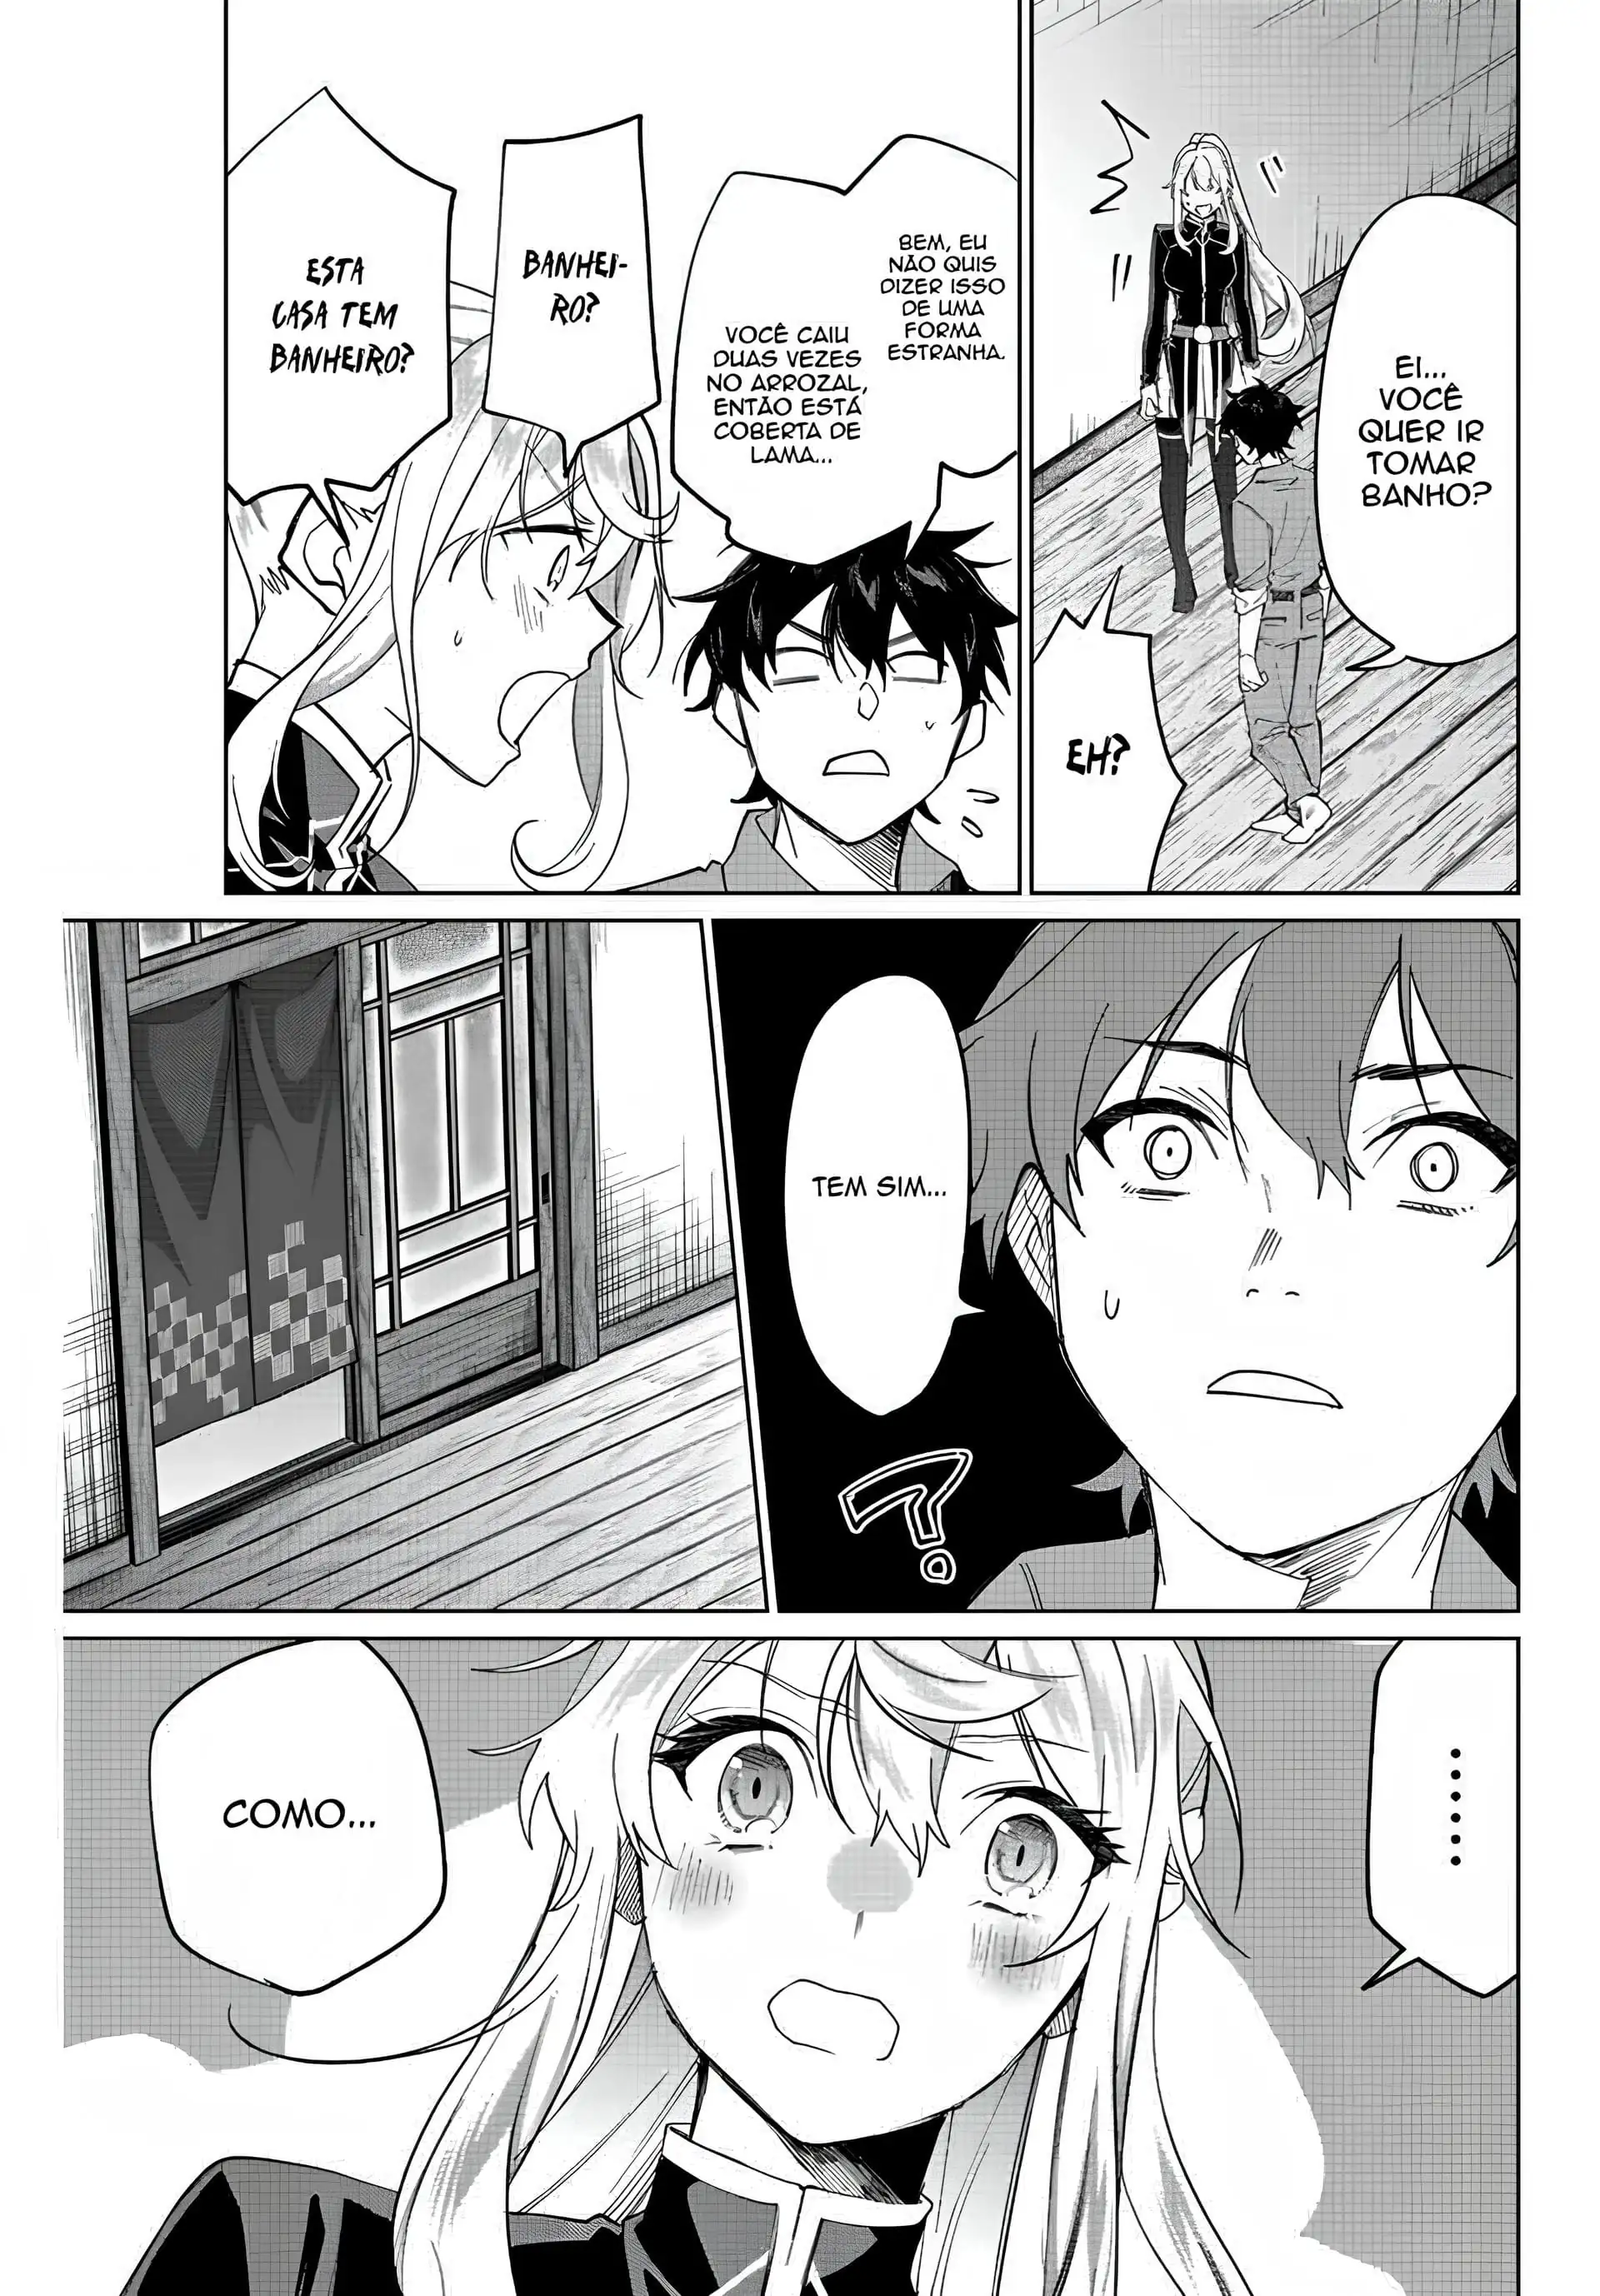 EI...
VOCÊ
QUER IR
TOMAR
BANHO?
EH?
BEM, EU
NÃO QUIS
DIZER ISSO
DE UMA
FORMA
ESTRANHA.
VOCÊ CAIU
DUAS VEZES
NO ARROZAL,
ENTÃO ESTÁ
COBERTA DE
LAMA...
BANHEI-
RO?
ESTA
CASA TEM
BANHEIRO?
TEM SIM...
?
......
COMO...